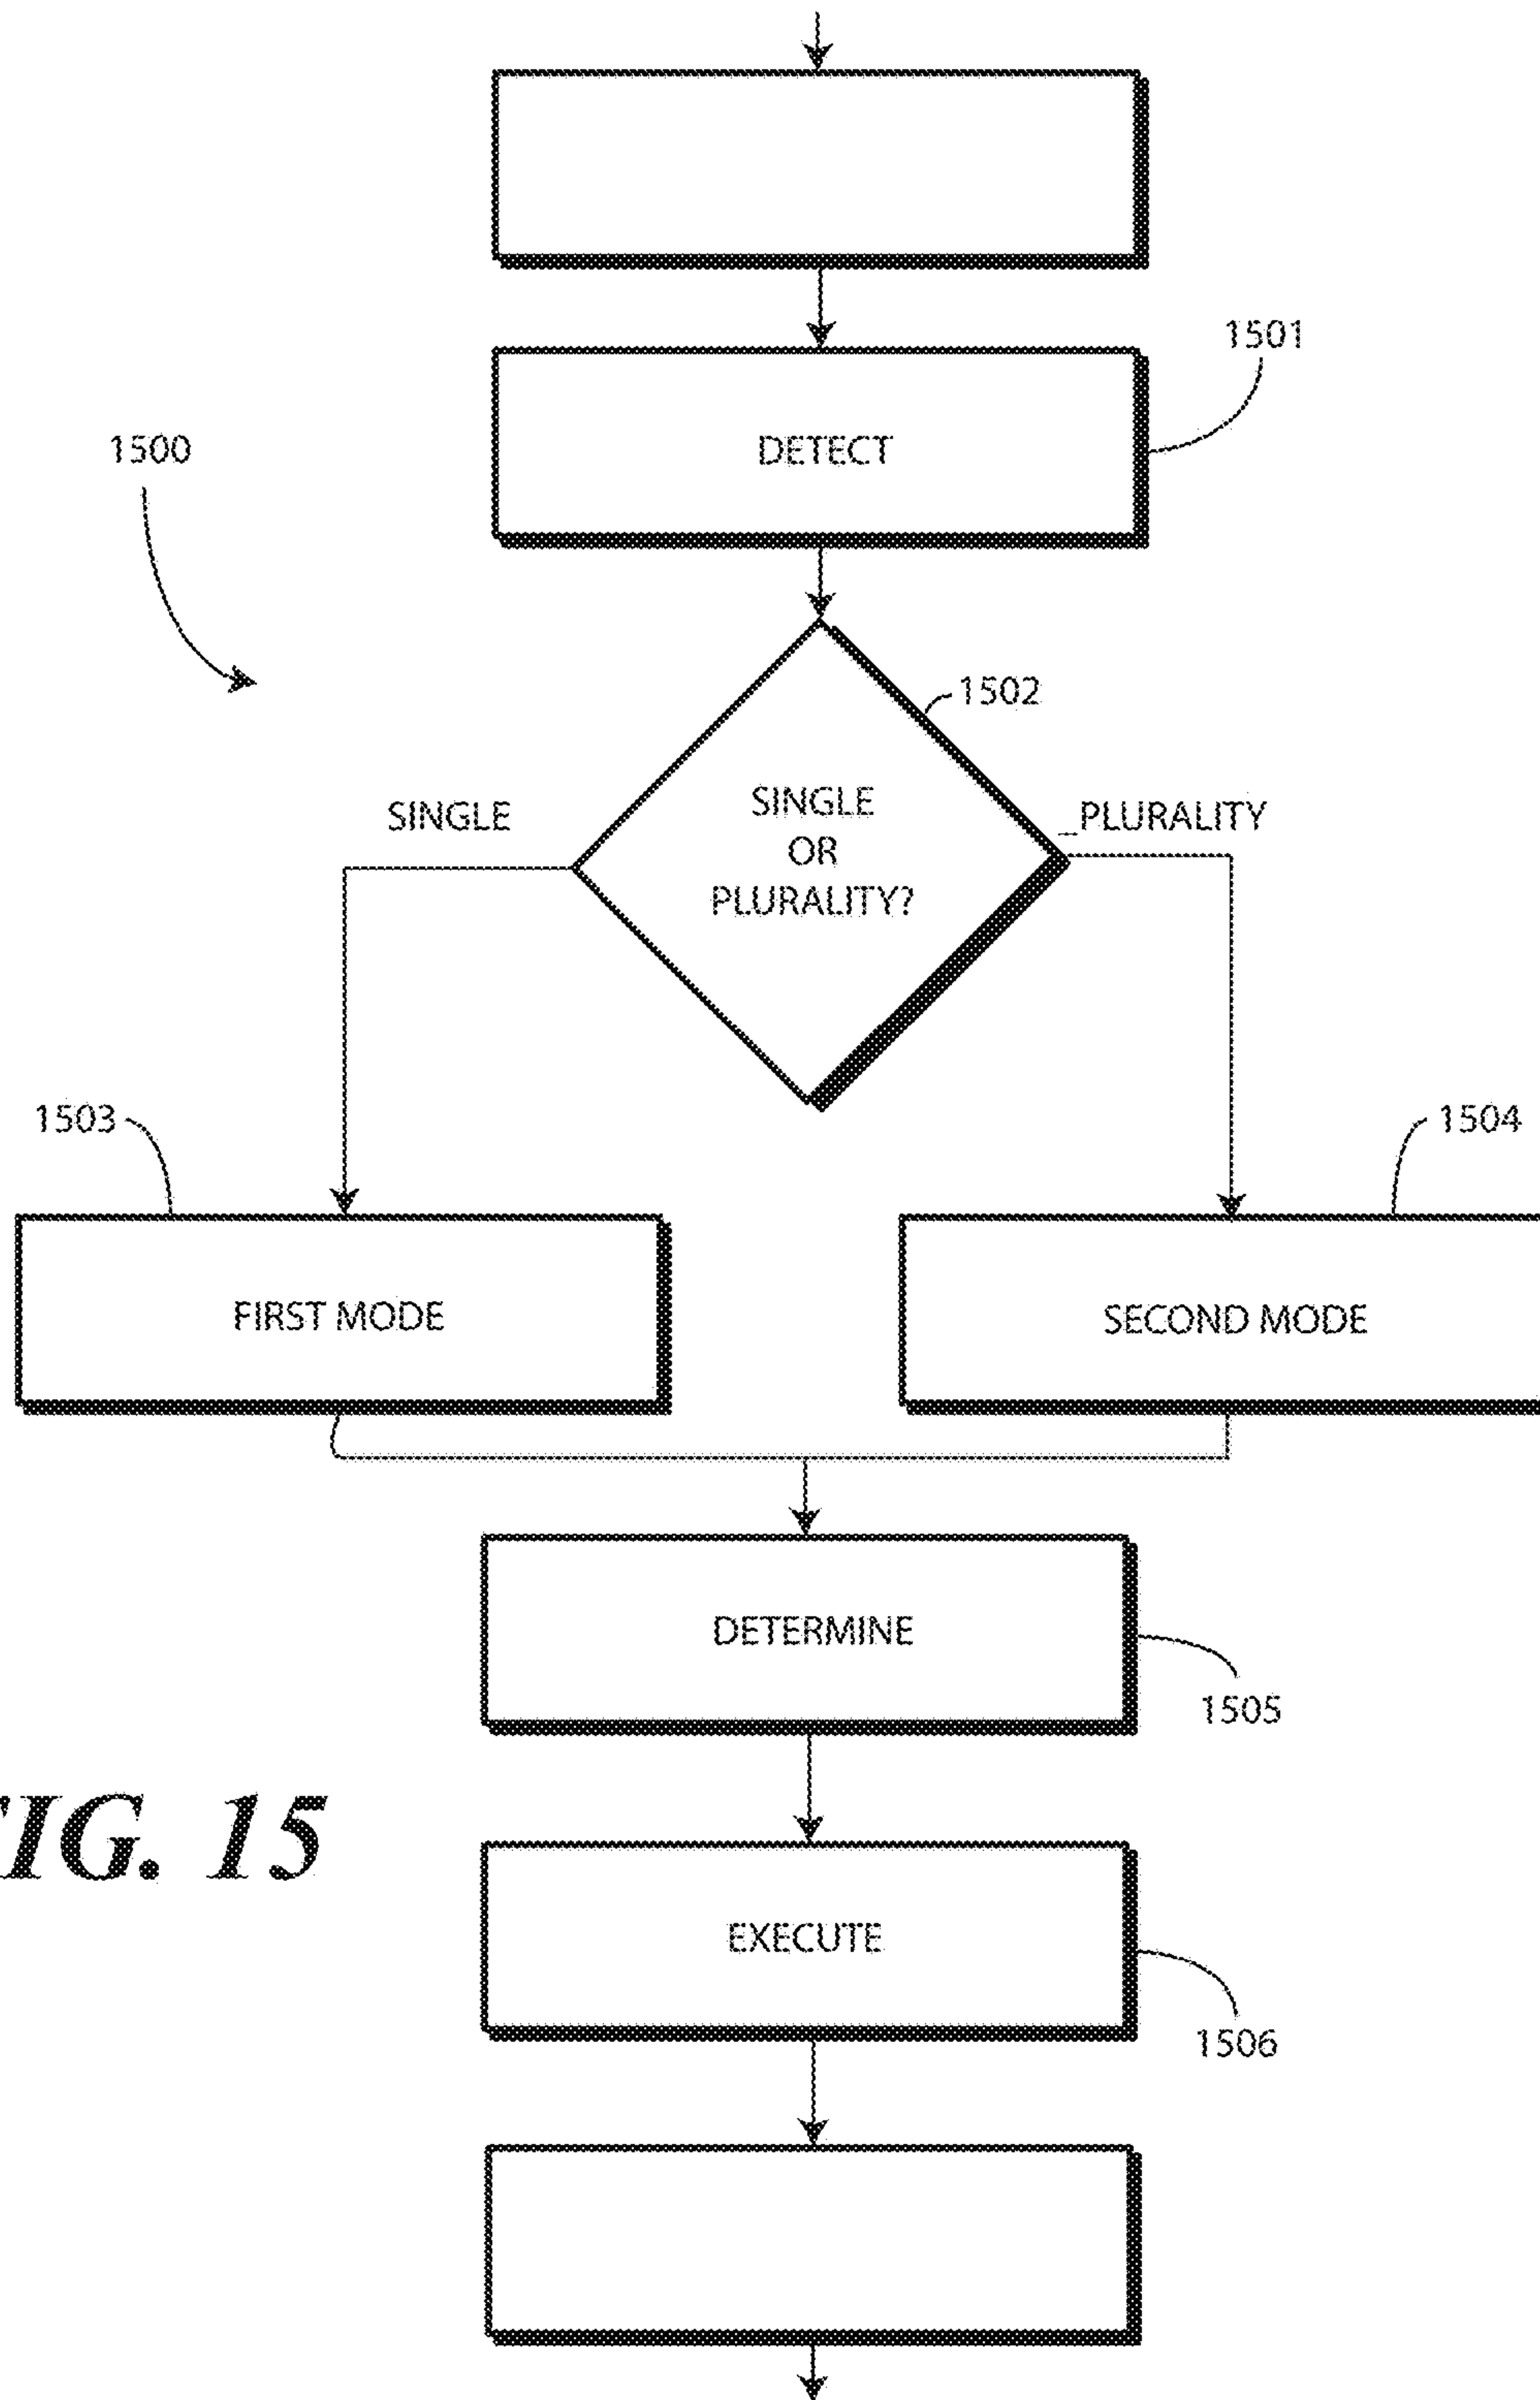 1501
DETECT
1500
1502
SINGLE
SINGLE
OR
PLURALITY?
_PLURALITY
1503
1504
FIRST MODE
SECOND MODE
DETERMINE
1505
IG. 15
EXECUTE
1506